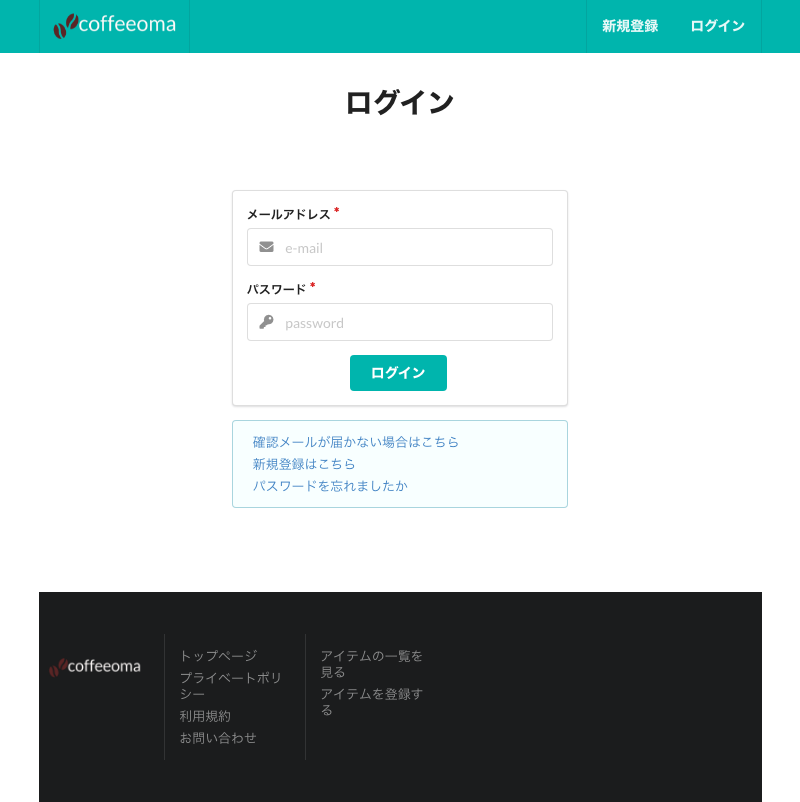 coffeeoma
新規登録
ログイン
ログイン
メールアドレス *
e-mail
パスワード *
password
ログイン
確認メールが届かない場合はこちら
新規登録はこちら
パスワードを忘れましたか
coffeeoma
トップページ
プライベートポリ
シー
利用規約
お問い合わせ
アイテムの一覧を
見る
アイテムを登録す
る